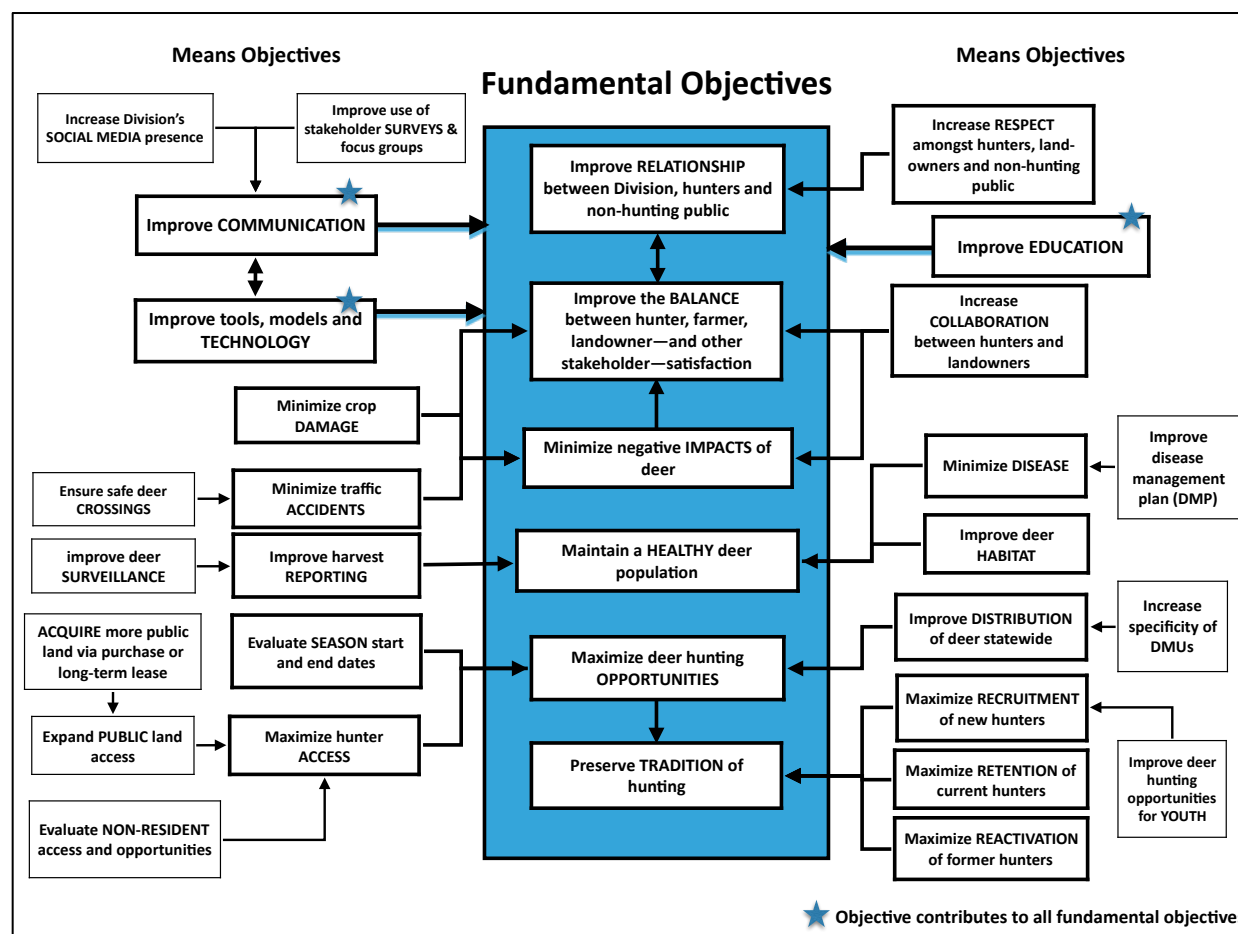 Means Objectives
Means Objectives
Fundamental Objectives
Increase Division's
SOCIAL MEDIA presence
Improve use of
stakeholder SURVEYS &
focus groups
Improve COMMUNICATION
Improve tools, models and
TECHNOLOGY
Minimize crop
DAMAGE
Ensure safe deer
CROSSINGS
Minimize traffic
ACCIDENTS
improve deer
SURVEILLANCE
Improve harvest
REPORTING
ACQUIRE more public
land via purchase or
long-term lease
Evaluate SEASON start
and end dates
Expand PUBLIC land
access
Maximize hunter
ACCESS
Evaluate NON-RESIDENT
access and opportunities
Improve RELATIONSHIP
between Division, hunters and
non-hunting public
Improve the BALANCE
between hunter, farmer,
landowner—and other
stakeholder—satisfaction
Minimize negative IMPACTS of
deer
Maintain a HEALTHY deer
population
Maximize deer hunting
OPPORTUNITIES
Preserve TRADITION of
hunting
Increase RESPECT
amongst hunters, land-
owners and non-hunting
public
Improve EDUCATION
Increase
COLLABORATION
between hunters and
landowners
Minimize DISEASE
Improve
disease
management
plan (DMP)
Improve deer
HABITAT
Improve DISTRIBUTION
of deer statewide
Increase
specificity of
DMUs
Maximize RECRUITMENT
of new hunters
Maximize RETENTION of
current hunters
Improve deer
hunting
opportunities
for YOUTH
Maximize REACTIVATION
of former hunters
Objective contributes to all fundamental objective